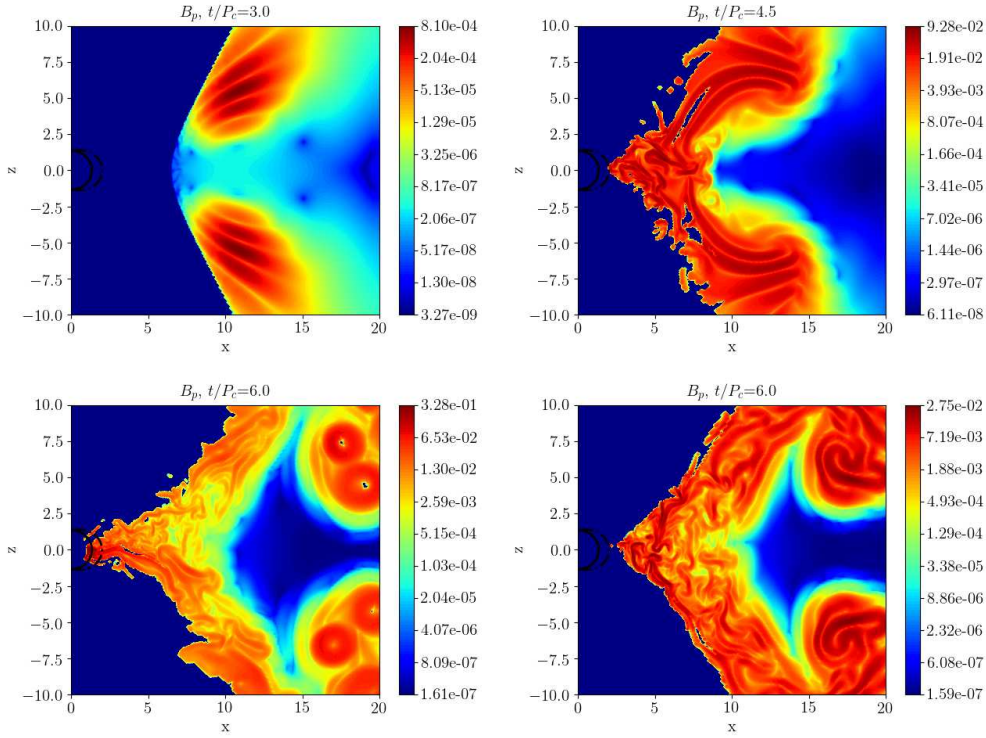 B_p, t/P_c=3.0
10.0
7.5
5.0
2.5
0.0
−2.5
−5.0
−7.5
−10.0
z
0 5 10 15 20
x
8.10e-04
2.04e-04
5.13e-05
1.29e-05
3.25e-06
8.17e-07
2.06e-07
5.17e-08
1.30e-08
3.27e-09
B_p, t/P_c=4.5
10.0
7.5
5.0
2.5
0.0
−2.5
−5.0
−7.5
−10.0
z
0 5 10 15 20
x
9.28e-02
1.91e-02
3.93e-03
8.07e-04
1.66e-04
3.41e-05
7.02e-06
1.44e-06
2.97e-07
6.11e-08
B_p, t/P_c=6.0
10.0
7.5
5.0
2.5
0.0
−2.5
−5.0
−7.5
−10.0
z
0 5 10 15 20
x
3.28e-01
6.53e-02
1.30e-02
2.59e-03
5.15e-04
1.03e-04
2.04e-05
4.07e-06
8.09e-07
1.61e-07
B_p, t/P_c=6.0
10.0
7.5
5.0
2.5
0.0
−2.5
−5.0
−7.5
−10.0
z
0 5 10 15 20
x
2.75e-02
7.19e-03
1.88e-03
4.93e-04
1.29e-04
3.38e-05
8.86e-06
2.32e-06
6.08e-07
1.59e-07